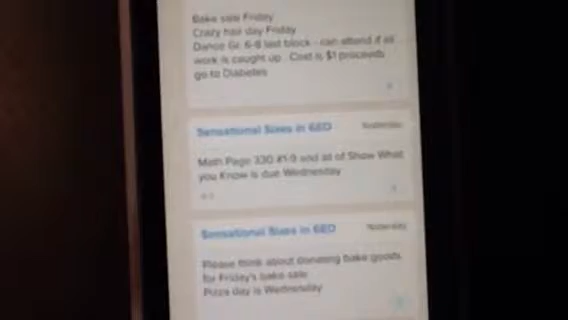 Bake sale Friday
Crazy hair day Friday
Dance Gr. 6-8 last block - can attend if all
work is caught up. Cost is $1 proceeds
go to Diabetes
Sensational Sixes in 6ED Yesterday
Math Page 330 #1-9 and all of Show What
you Know is due Wednesday
Sensational Sixes in 6ED Yesterday
Please think about donating bake goods
for Friday's bake sale
Pizza day is Wednesday